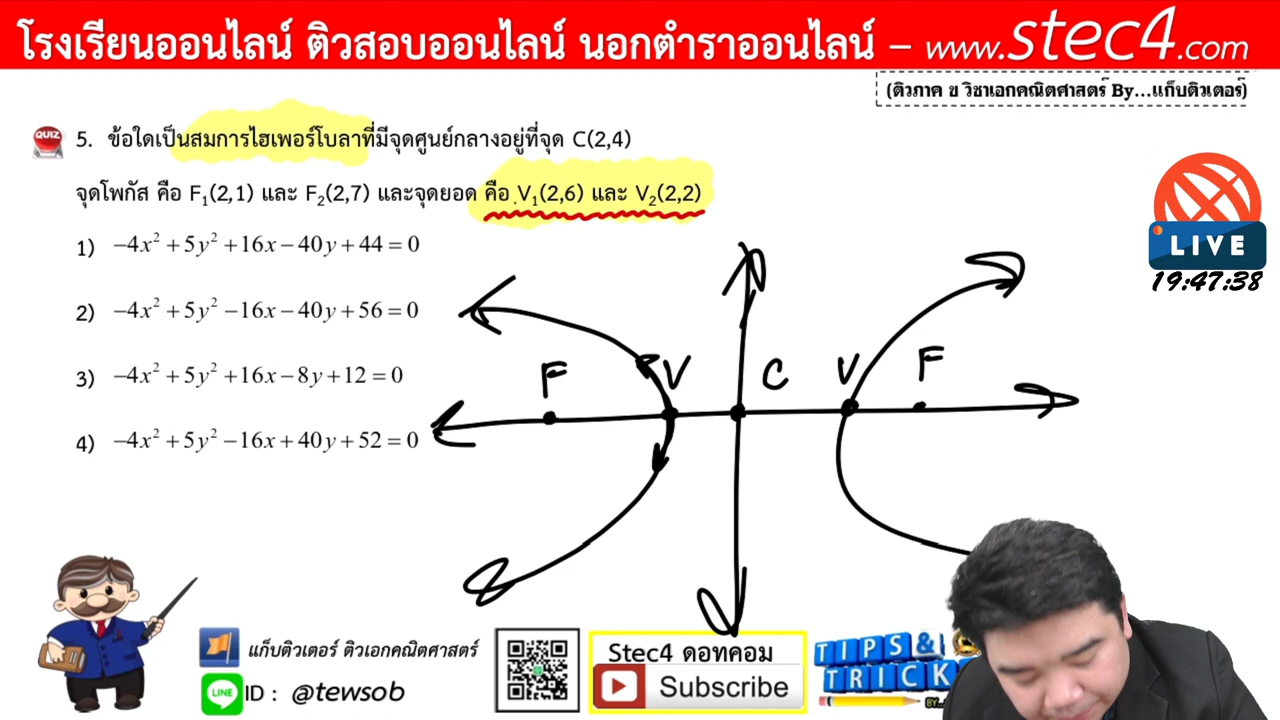 โรงเรียนออนไลน์ ติวสอบออนไลน์ นอกตำราออนไลน์ – www.stec4.com
(ติวภาค ข วิชาเอกคณิตศาสตร์ By...แก็บติวเตอร์)
QUIZ 5. ข้อใดเป็นสมการไฮเพอร์โบลาที่มีจุดศูนย์กลางอยู่ที่จุด C(2,4)
จุดโฟกัส คือ F₁(2,1) และ F₂(2,7) และจุดยอด คือ V₁(2,6) และ V₂(2,2)
1) −4x² + 5y² + 16x − 40y + 44 = 0
2) −4x² + 5y² − 16x − 40y + 56 = 0
3) −4x² + 5y² + 16x − 8y + 12 = 0
4) −4x² + 5y² − 16x + 40y + 52 = 0
LIVE
19:47:38
F V C V F
แก็บติวเตอร์ ติวเอกคณิตศาสตร์
LINE ID : @tewsob
Stec4 ดอทคอม
Subscribe
TIPS &
TRICK
BY...